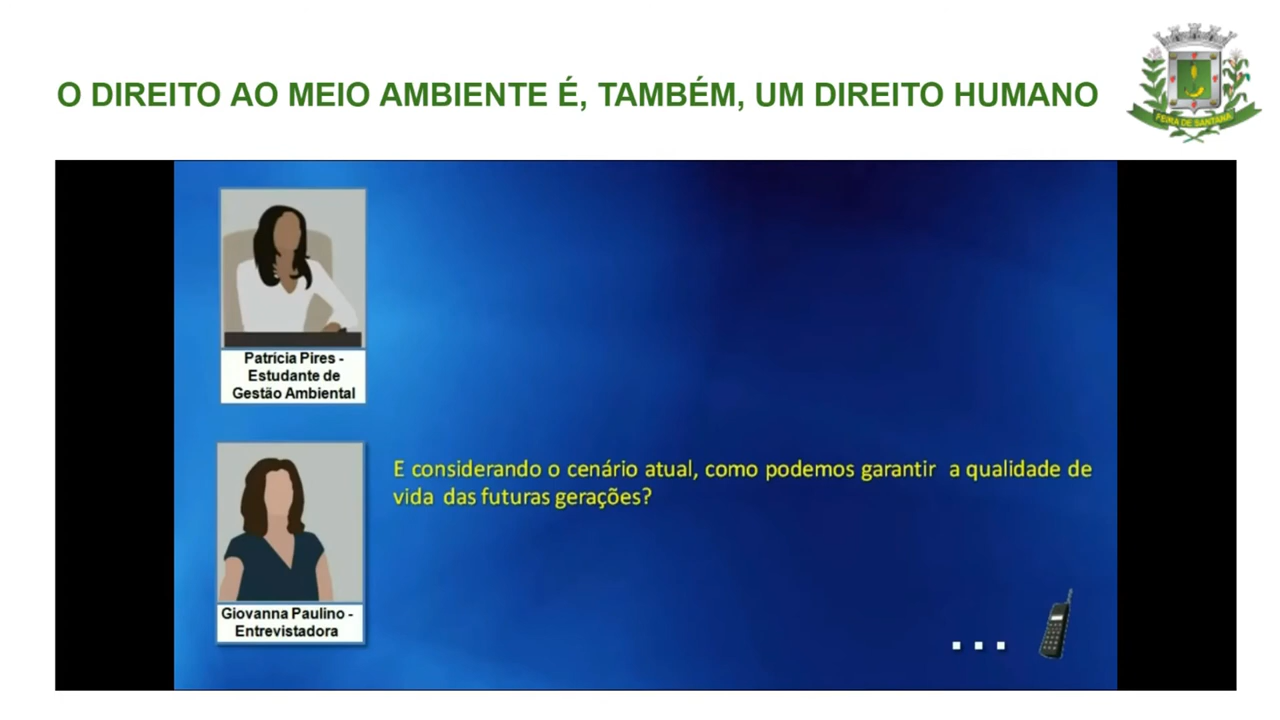 O DIREITO AO MEIO AMBIENTE É, TAMBÉM, UM DIREITO HUMANO
FEIRA DE SANTANA
Patrícia Pires -
Estudante de
Gestão Ambiental
E considerando o cenário atual, como podemos garantir a qualidade de
vida das futuras gerações?
Giovanna Paulino -
Entrevistadora
...